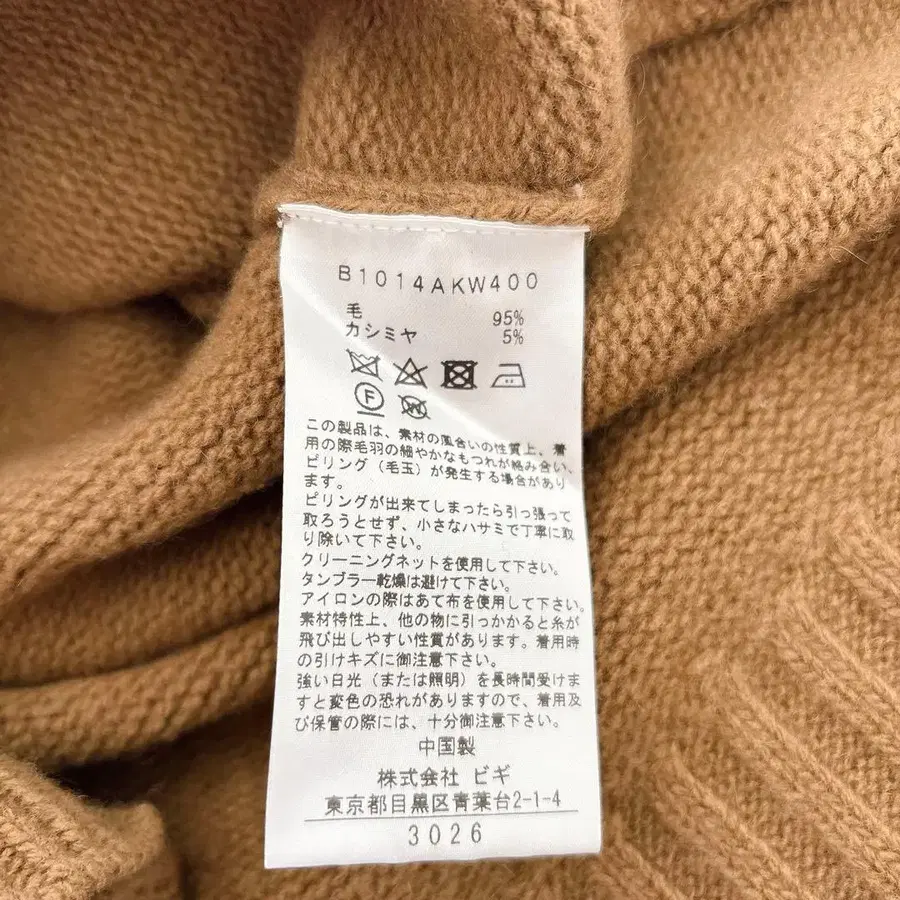 B1014AKW400
毛 95%
カシミヤ 5%
F W
この製品は、素材の風合いの性質上、着
用の際毛羽の細やかなもつれが絡み合い、
ピリング（毛玉）が発生する場合があり
ます。
ピリングが出来てしまったら引っ張って
取ろうとせず、小さなハサミで丁寧に取
り除いて下さい。
クリーニングネットを使用して下さい。
タンブラー乾燥は避けて下さい。
アイロンの際はあて布を使用して下さい。
素材特性上、他の物に引っかかると糸が
飛び出しやすい性質があります。着用時
の引けキズに御注意下さい。
強い日光（または照明）を長時間受けま
すと変色の恐れがありますので、着用及
び保管の際には、十分御注意下さい。
中国製
株式会社 ビギ
東京都目黒区青葉台2-1-4
3026